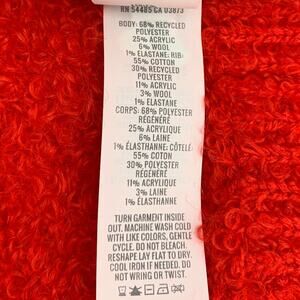 RN 54485 CA 03873
BODY: 68% RECYCLED
POLYESTER
25% ACRYLIC
6% WOOL
1% ELASTANE: RIB:
55% COTTON
30% RECYCLED
POLYESTER
11% ACRYLIC
3% WOOL
1% ELASTANE
CORPS: 68% POLYESTER
RÉGÉNÉRÉ
25% ACRYLIQUE
6% LAINE
1% ÉLASTHANNE: CÔTELÉ:
55% COTON
30% POLYESTER
RÉGÉNÉRÉ
11% ACRYLIQUE
3% LAINE
1% ÉLASTHANNE
TURN GARMENT INSIDE
OUT. MACHINE WASH COLD
WITH LIKE COLORS, GENTLE
CYCLE. DO NOT BLEACH.
RESHAPE LAY FLAT TO DRY.
COOL IRON IF NEEDED. DO
NOT WRING OR TWIST.